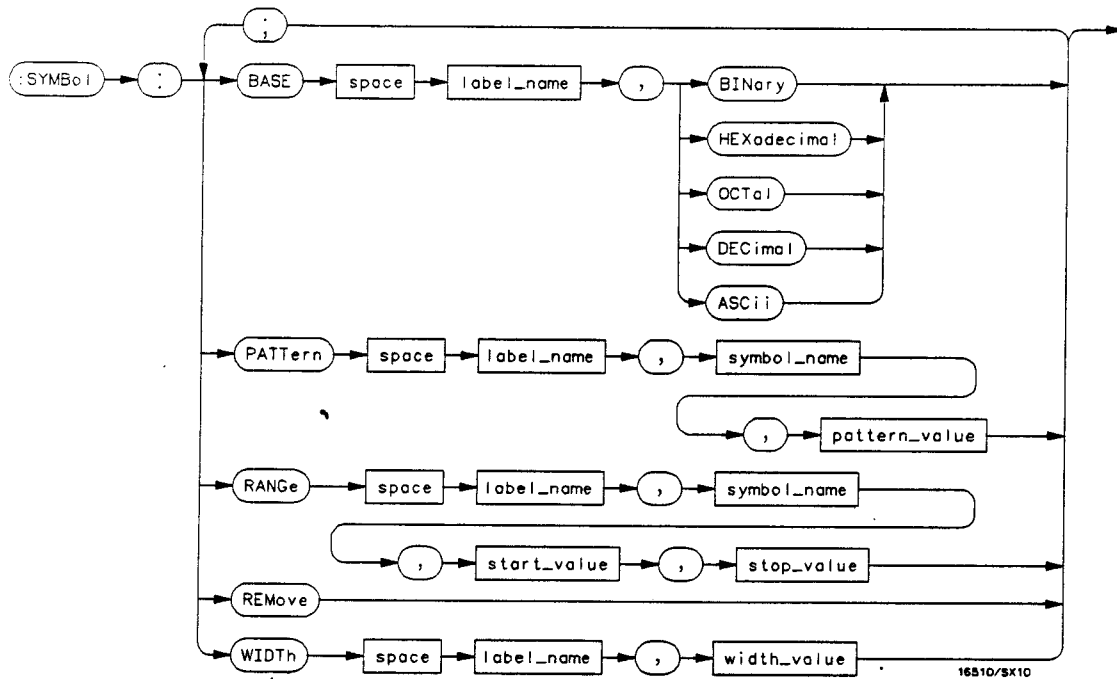 ;
:SYMBol : BASE space label_name , BINary
HEXadecimal
OCTal
DECimal
ASCii
PATTern space label_name , symbol_name
, pattern_value
RANGe space label_name , symbol_name
, start_value , stop_value
REMove
WIDTh space label_name , width_value
16510/SX10